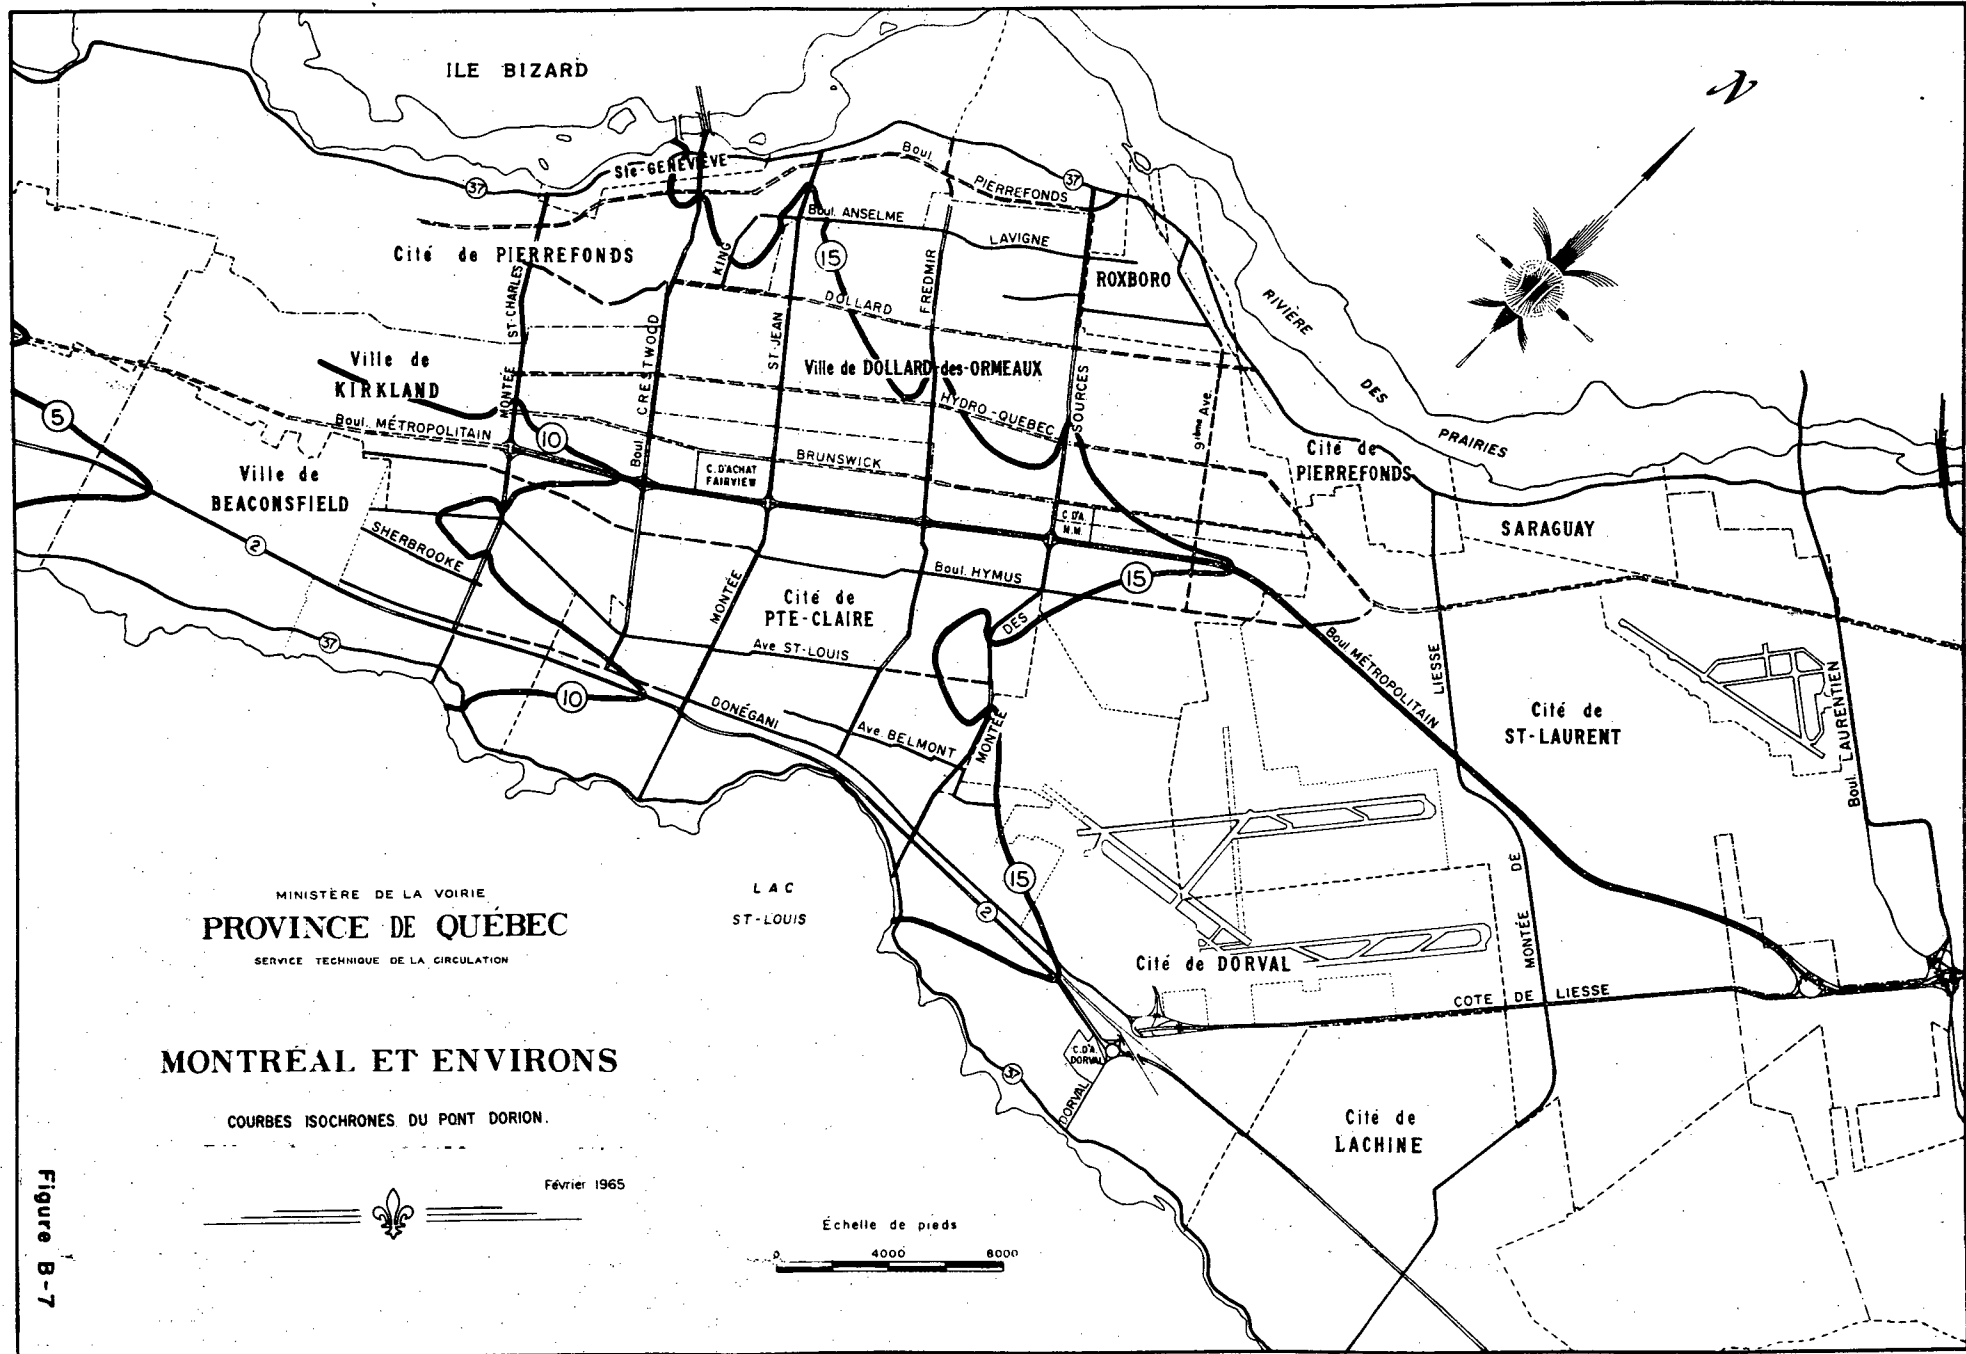 ILE BIZARD
N
Ste-GENEVIÈVE
37
Boul.
PIERREFONDS
37
Boul. ANSELME
LAVIGNE
Cité de PIERREFONDS
KING
15
FREDMIR
ROXBORO
ST-CHARLES
DOLLARD
RIVIÈRE
DES
PRAIRIES
CRESTWOOD
ST-JEAN
Ville de
KIRKLAND
Ville de DOLLARD-des-ORMEAUX
SOURCES
MONTÉE
HYDRO-QUEBEC
9ième Ave.
5
Boul. MÉTROPOLITAIN
10
Boul.
BRUNSWICK
Cité de
PIERREFONDS
C. D'ACHAT
FAIRVIEW
Ville de
BEACONSFIELD
C. D'A.
M.M.
SARAGUAY
2
SHERBROOKE
Boul. HYMUS
15
MONTÉE
Cité de
PTE-CLAIRE
DES
37
Ave ST-LOUIS
Boul. MÉTROPOLITAIN
LIESSE
10
DONÉGANI
Ave. BELMONT
MONTÉE
Cité de
ST-LAURENT
Boul. LAURENTIEN
15
2
MONTÉE DE
LAC
ST-LOUIS
Cité de DORVAL
COTE DE LIESSE
C. D'A.
DORVAL
37
DORVAL
Cité de
LACHINE
MINISTÈRE DE LA VOIRIE
PROVINCE DE QUÉBEC
SERVICE TECHNIQUE DE LA CIRCULATION
MONTRÉAL ET ENVIRONS
COURBES ISOCHRONES DU PONT DORION.
Février 1965
Échelle de pieds
0 4000 8000
Figure B-7